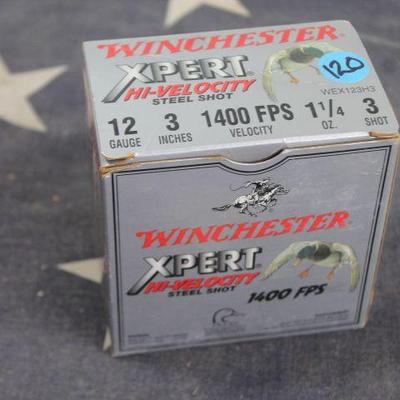 WINCHESTER
XPERT
HI-VELOCITY
STEEL SHOT
120
WEX123H3
12 GAUGE 3 INCHES 1400 FPS VELOCITY 1 1/4 OZ. 3 SHOT
WINCHESTER
XPERT
HI-VELOCITY
STEEL SHOT
1400 FPS